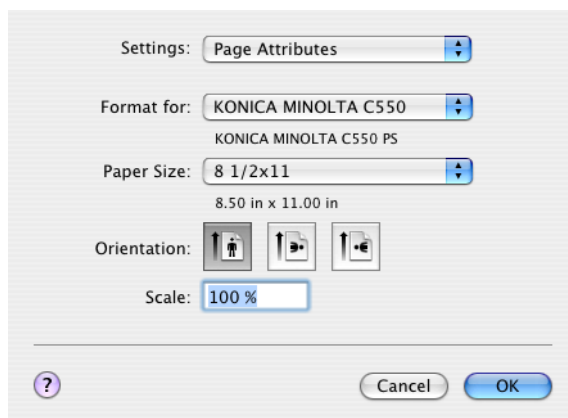 Settings: Page Attributes
Format for: KONICA MINOLTA C550
KONICA MINOLTA C550 PS
Paper Size: 8 1/2x11
8.50 in x 11.00 in
Orientation:
Scale: 100 %
? Cancel OK